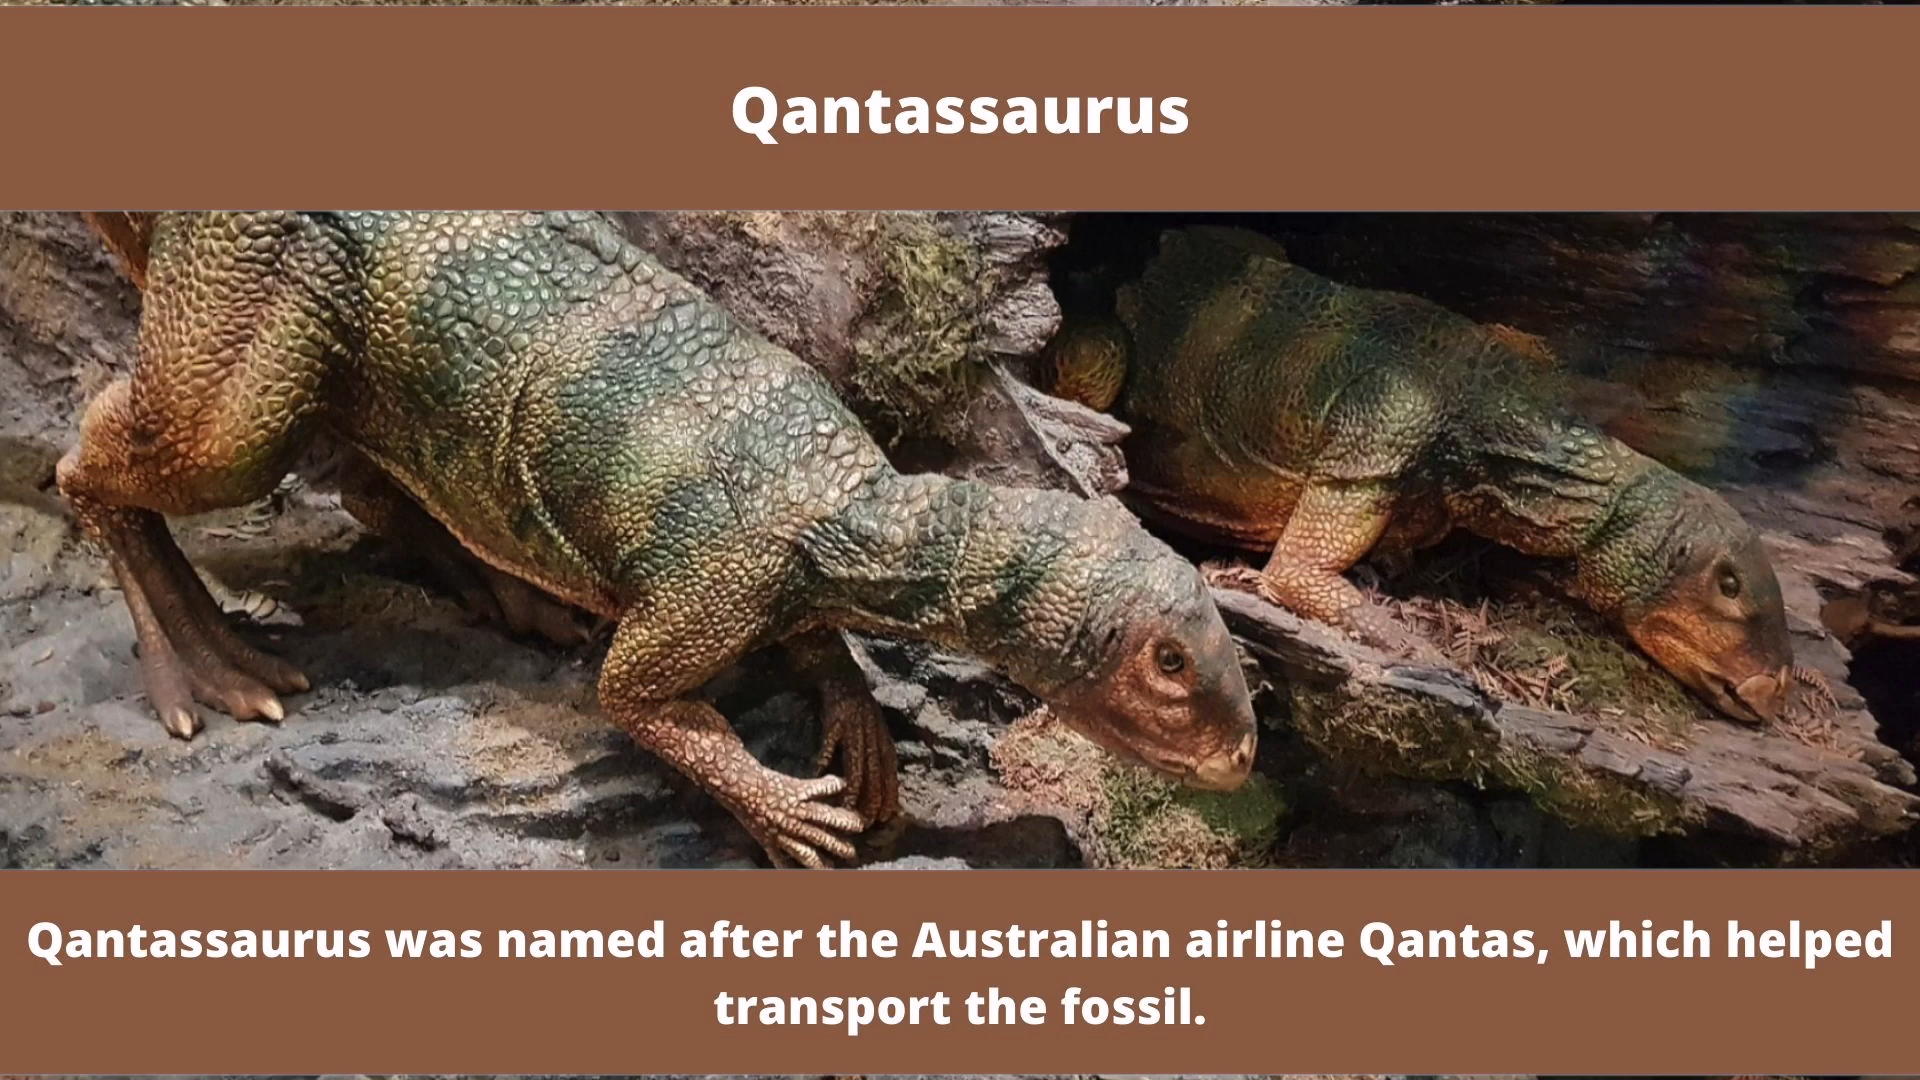 Qantassaurus
Qantassaurus was named after the Australian airline Qantas, which helped
transport the fossil.